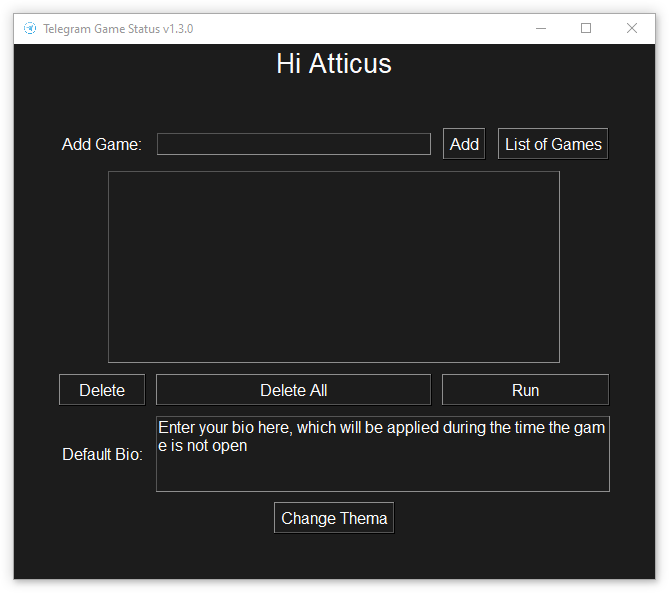 Telegram Game Status v1.3.0
Hi Atticus
Add Game:
Add
List of Games
Delete
Delete All
Run
Default Bio:
Enter your bio here, which will be applied during the time the gam
e is not open
Change Thema